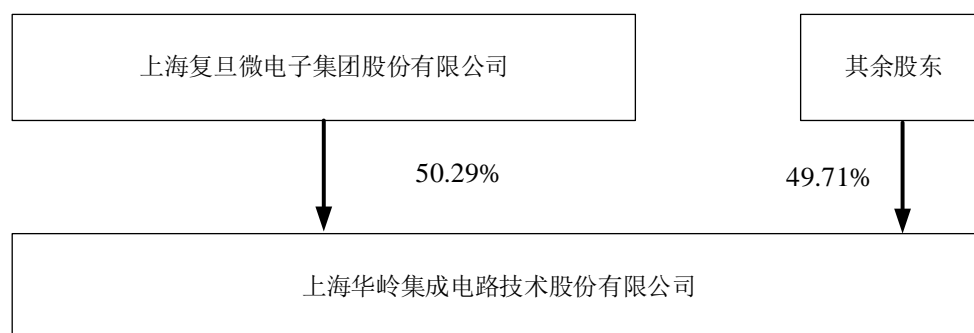 上海复旦微电子集团股份有限公司
其余股东
50.29%
49.71%
上海华岭集成电路技术股份有限公司